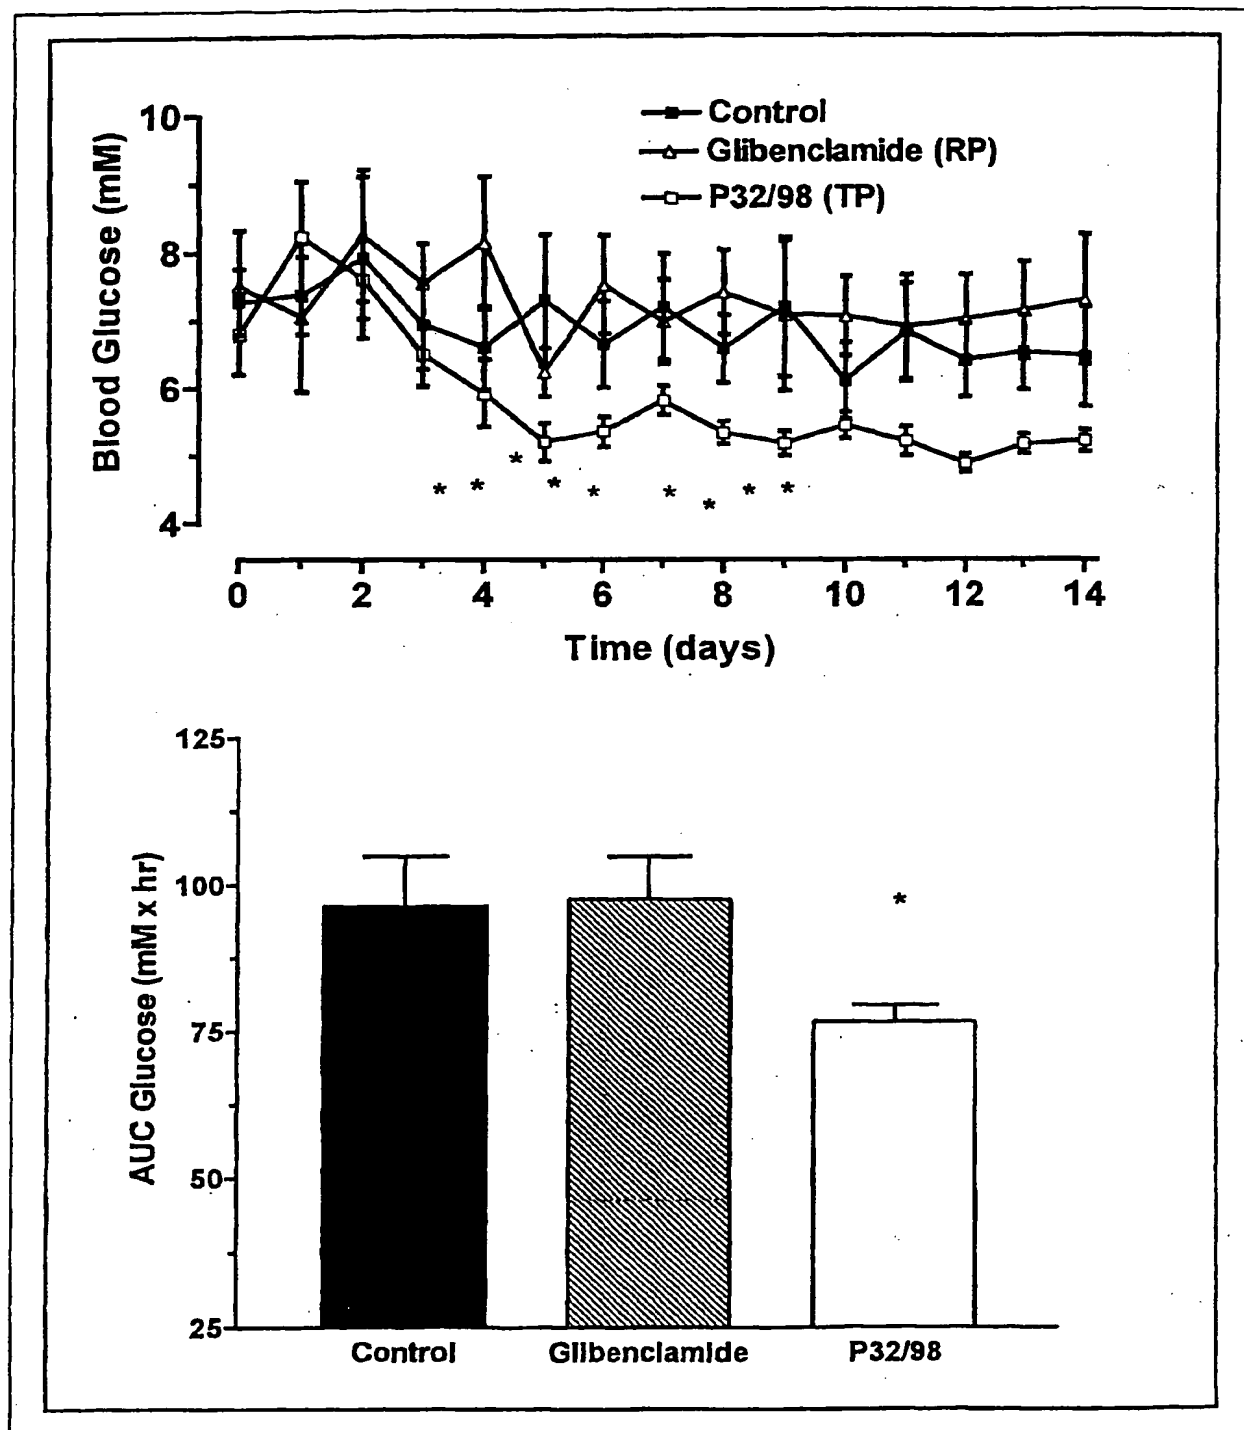 Control
Glibenclamide (RP)
P32/98 (TP)
Blood Glucose (mM)
10
8
6
4
* * * * * * * * *
0 2 4 6 8 10 12 14
Time (days)
AUC Glucose (mM x hr)
125
100
75
50
25
*
Control Glibenclamide P32/98